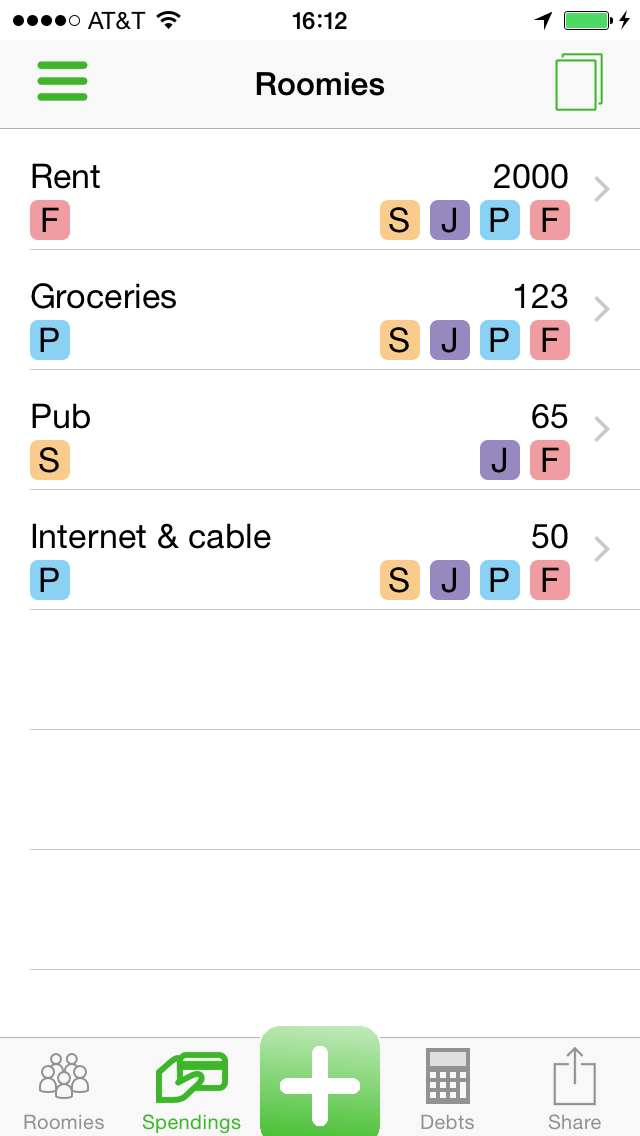 AT&T 16:12
Roomies
Rent 2000
F S J P F
Groceries 123
P S J P F
Pub 65
S J F
Internet & cable 50
P S J P F
Roomies Spendings Debts Share